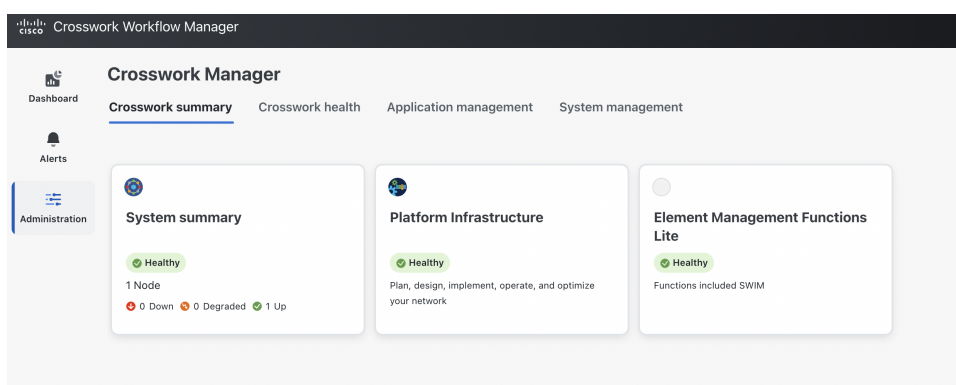 cisco Crosswork Workflow Manager
Dashboard
Alerts
Administration
Crosswork Manager
Crosswork summary Crosswork health Application management System management
System summary
Healthy
1 Node
0 Down 0 Degraded 1 Up
Platform Infrastructure
Healthy
Plan, design, implement, operate, and optimize
your network
Element Management Functions
Lite
Healthy
Functions included SWIM